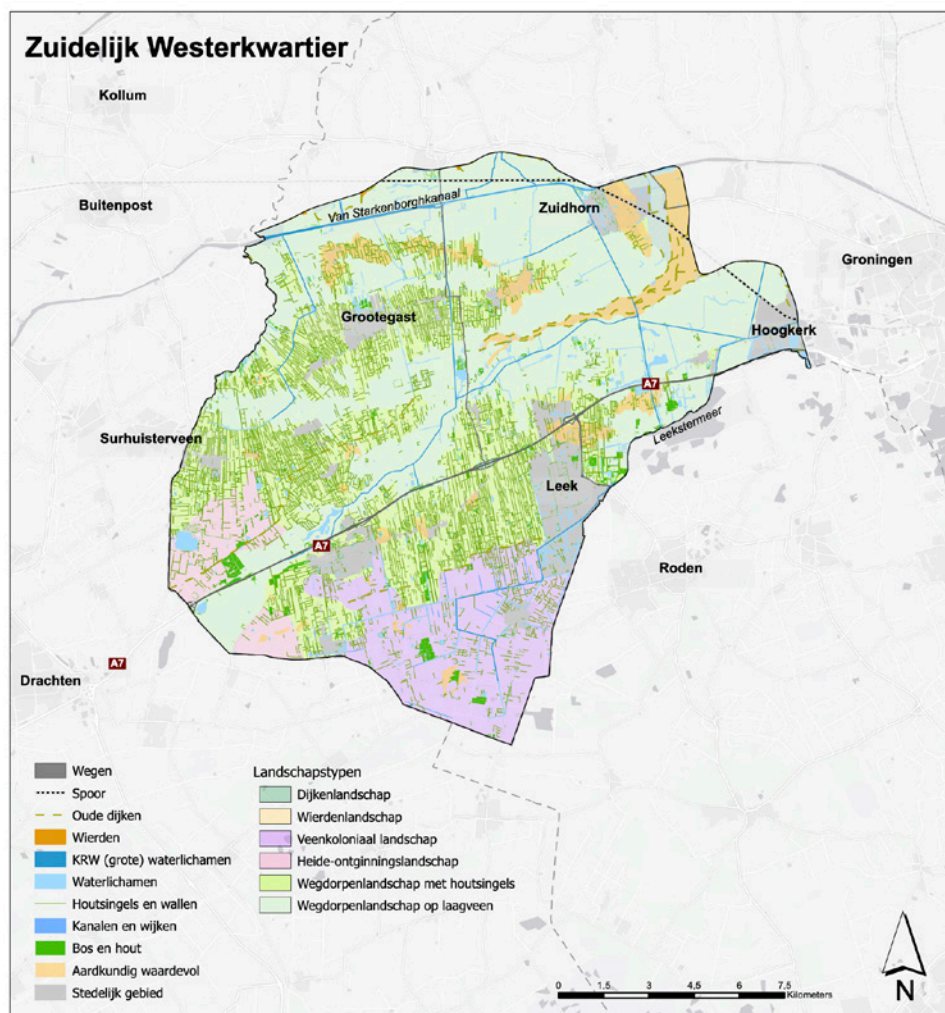 Zuidelijk Westerkwartier
Kollum
Buitenpost
Van Starkenborghkanaal
Zuidhorn
Groningen
Grootegast
Hoogkerk
A7
Surhuisterveen
Leekstermeer
Leek
A7
Roden
A7
Drachten
Wegen
Spoor
Oude dijken
Wierden
KRW (grote) waterlichamen
Waterlichamen
Houtsingels en wallen
Kanalen en wijken
Bos en hout
Aardkundig waardevol
Stedelijk gebied
Landschapstypen
Dijkenlandschap
Wierdenlandschap
Veenkoloniaal landschap
Heide-ontginningslandschap
Wegdorpenlandschap met houtsingels
Wegdorpenlandschap op laagveen
0 1,5 3 4,5 6 7,5
Kilometers
N